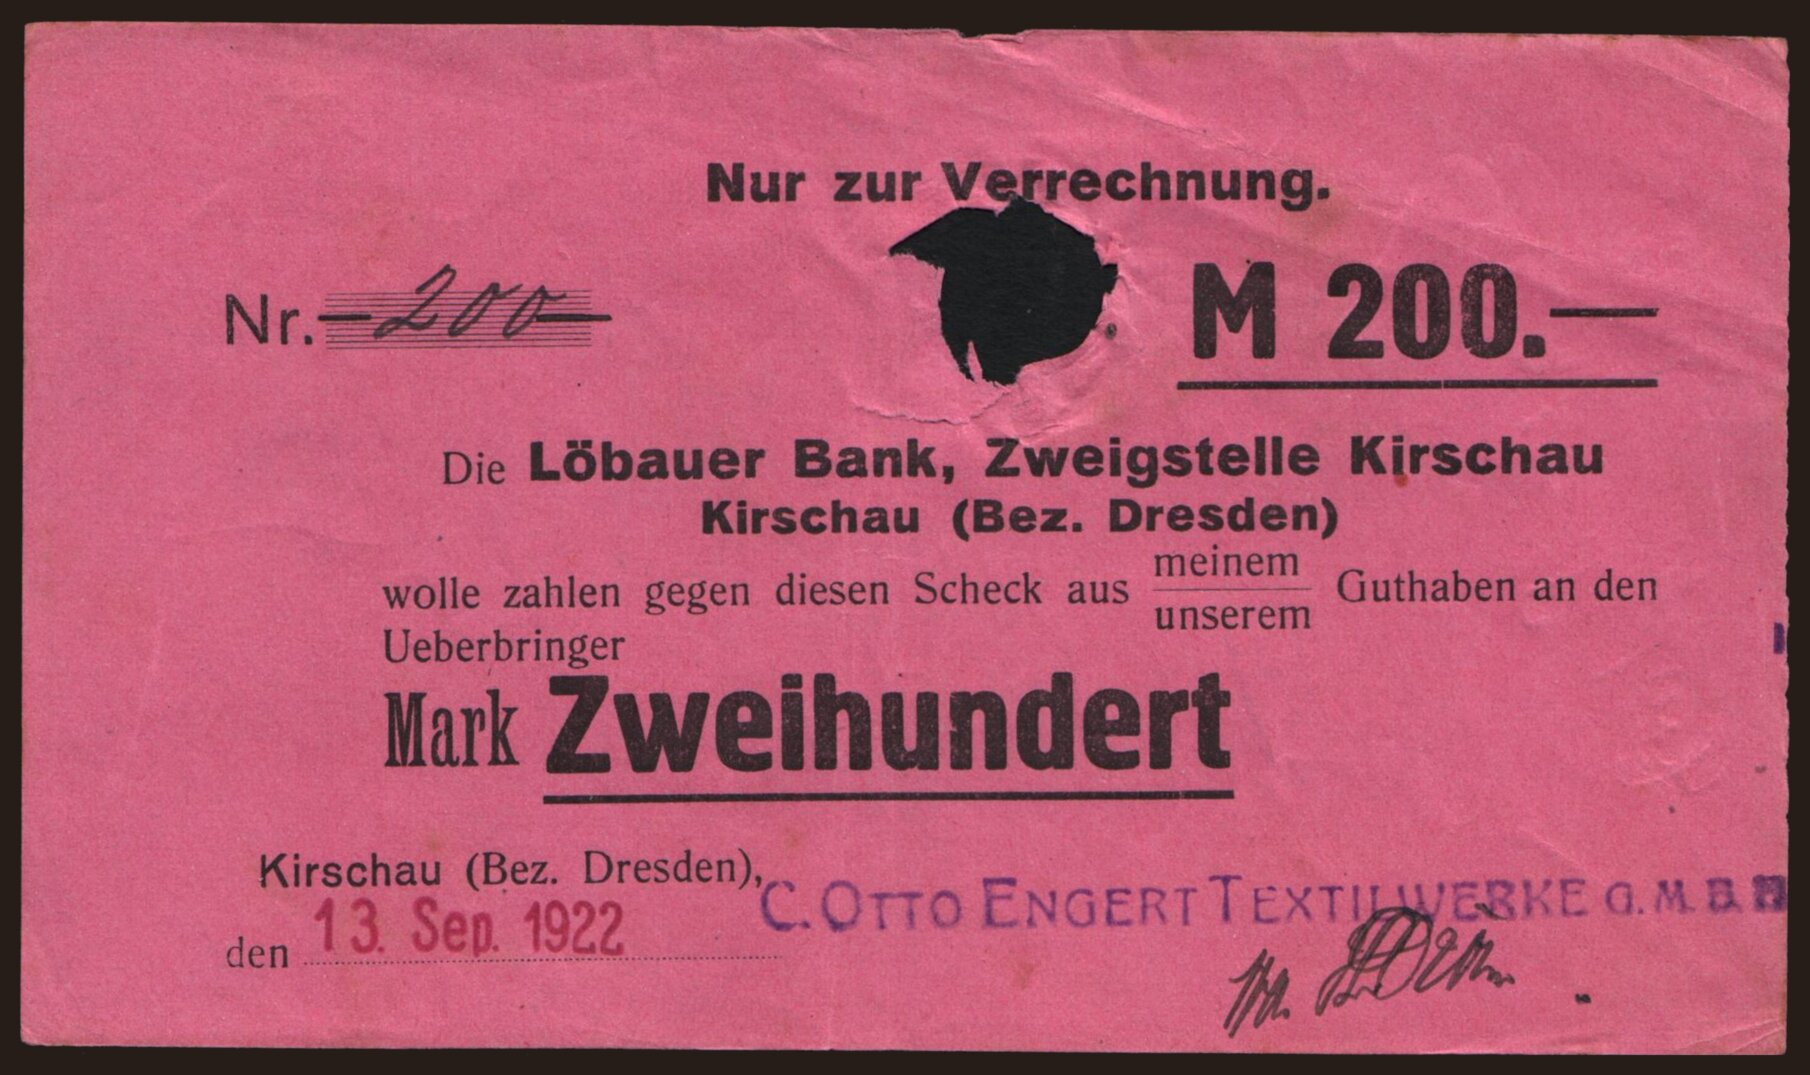 Nur zur Verrechnung.
Nr. 200 M 200.—
Die Löbauer Bank, Zweigstelle Kirschau
Kirschau (Bez. Dresden)
wolle zahlen gegen diesen Scheck aus meinem Guthaben an den
unserem
Ueberbringer
Mark Zweihundert
Kirschau (Bez. Dresden),
C. OTTO ENGERT TEXTILWERKE G. M. B. H
den 13. Sep. 1922